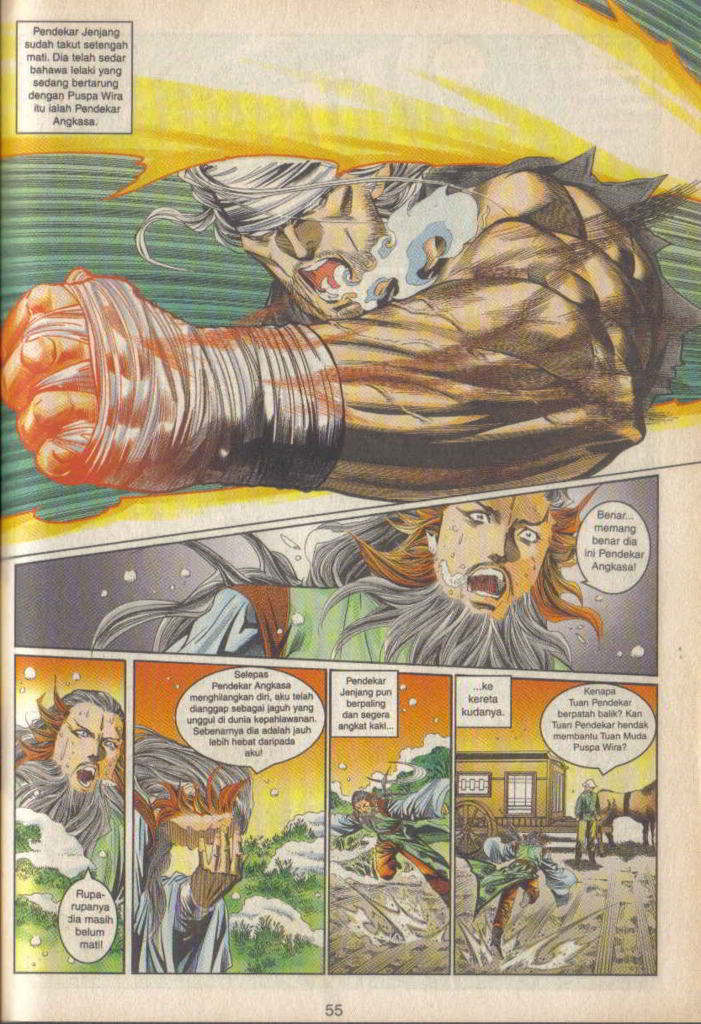 Pendekar Jenjang
sudah takut setengah
mati. Dia telah sedar
bahawa lelaki yang
sedang bertarung
dengan Puspa Wira
itu ialah Pendekar
Angkasa.
Benar...
memang
benar dia
ini Pendekar
Angkasa!
Rupa-
rupanya
dia masih
belum
mati!
Selepas
Pendekar Angkasa
menghilangkan diri, aku telah
dianggap sebagai jaguh yang
unggul di dunia kepahlawanan.
Sebenarnya dia adalah jauh
lebih hebat daripada
aku!
Pendekar
Jenjang pun
berpaling
dan segera
angkat kaki...
...ke
kereta
kudanya.
Kenapa
Tuan Pendekar
berpatah balik? Kan
Tuan Pendekar hendak
membantu Tuan Muda
Puspa Wira?
55